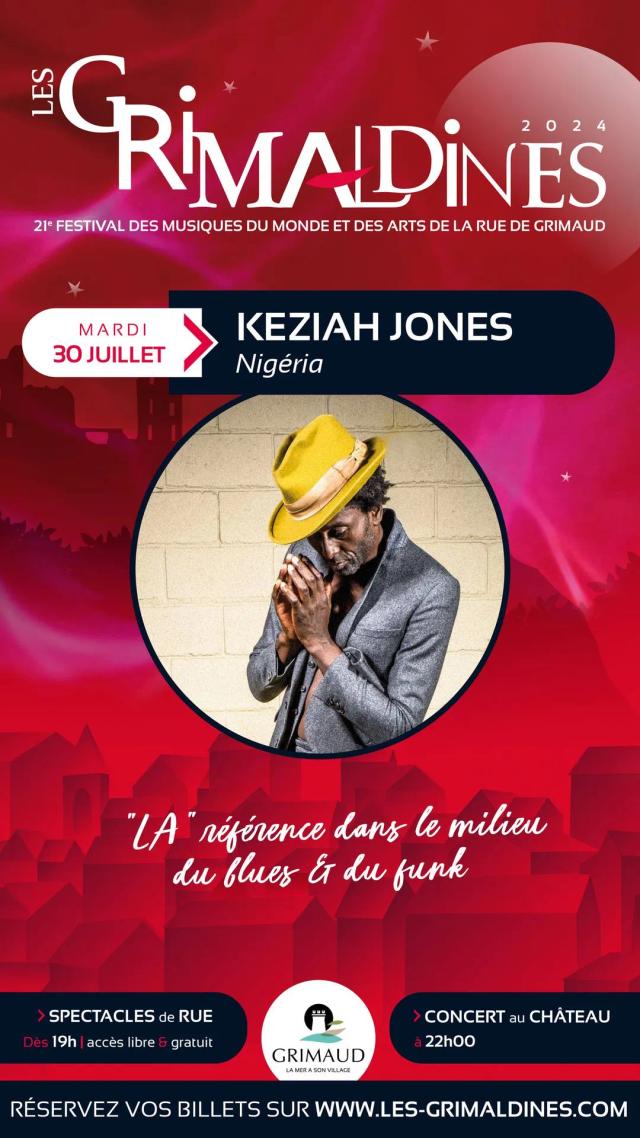 LES GRiMALDiNES
2024
21e FESTIVAL DES MUSIQUES DU MONDE ET DES ARTS DE LA RUE DE GRIMAUD
MARDI
30 JUILLET
KEZIAH JONES
Nigéria
"LA" référence dans le milieu
du blues & du funk
SPECTACLES de RUE
Dès 19h | accès libre & gratuit
GRIMAUD
LA MER A SON VILLAGE
CONCERT au CHÂTEAU
à 22h00
RÉSERVEZ VOS BILLETS SUR WWW.LES-GRIMALDINES.COM